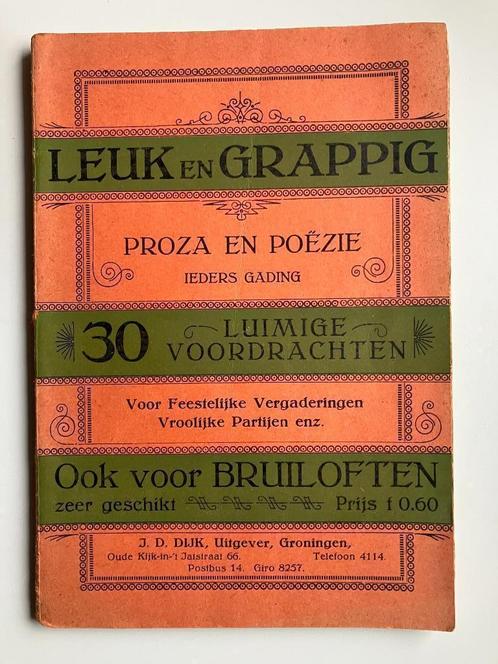 LEUK EN GRAPPIG
PROZA EN POËZIE
IEDERS GADING
30 LUIMIGE
VOORDRACHTEN
Voor Feestelijke Vergaderingen
Vroolijke Partijen enz.
Ook voor BRUILOFTEN
zeer geschikt Prijs f 0.60
J. D. DIJK, Uitgever, Groningen,
Oude Kijk-in-'t Jatstraat 66. Telefoon 4114.
Postbus 14. Giro 8257.